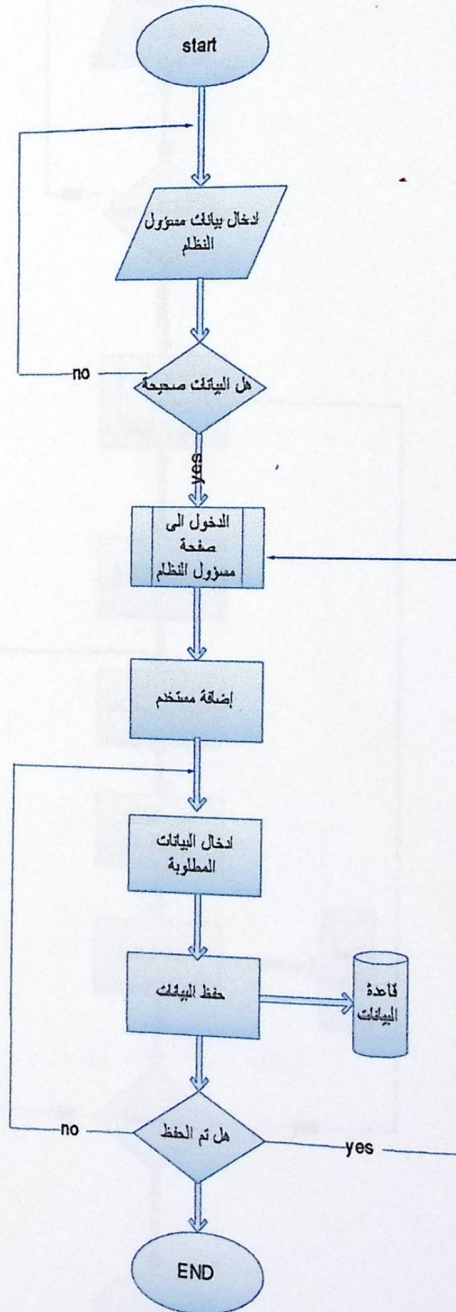 start
ادخال بيانات مسؤول
النظام
هل البيانات صحيحة
no
yes
الدخول الى
صفحة
مسؤول النظام
إضافة مستخدم
ادخال البيانات
المطلوبة
حفظ البيانات
قاعدة
البيانات
هل تم الحفظ
no
yes
END